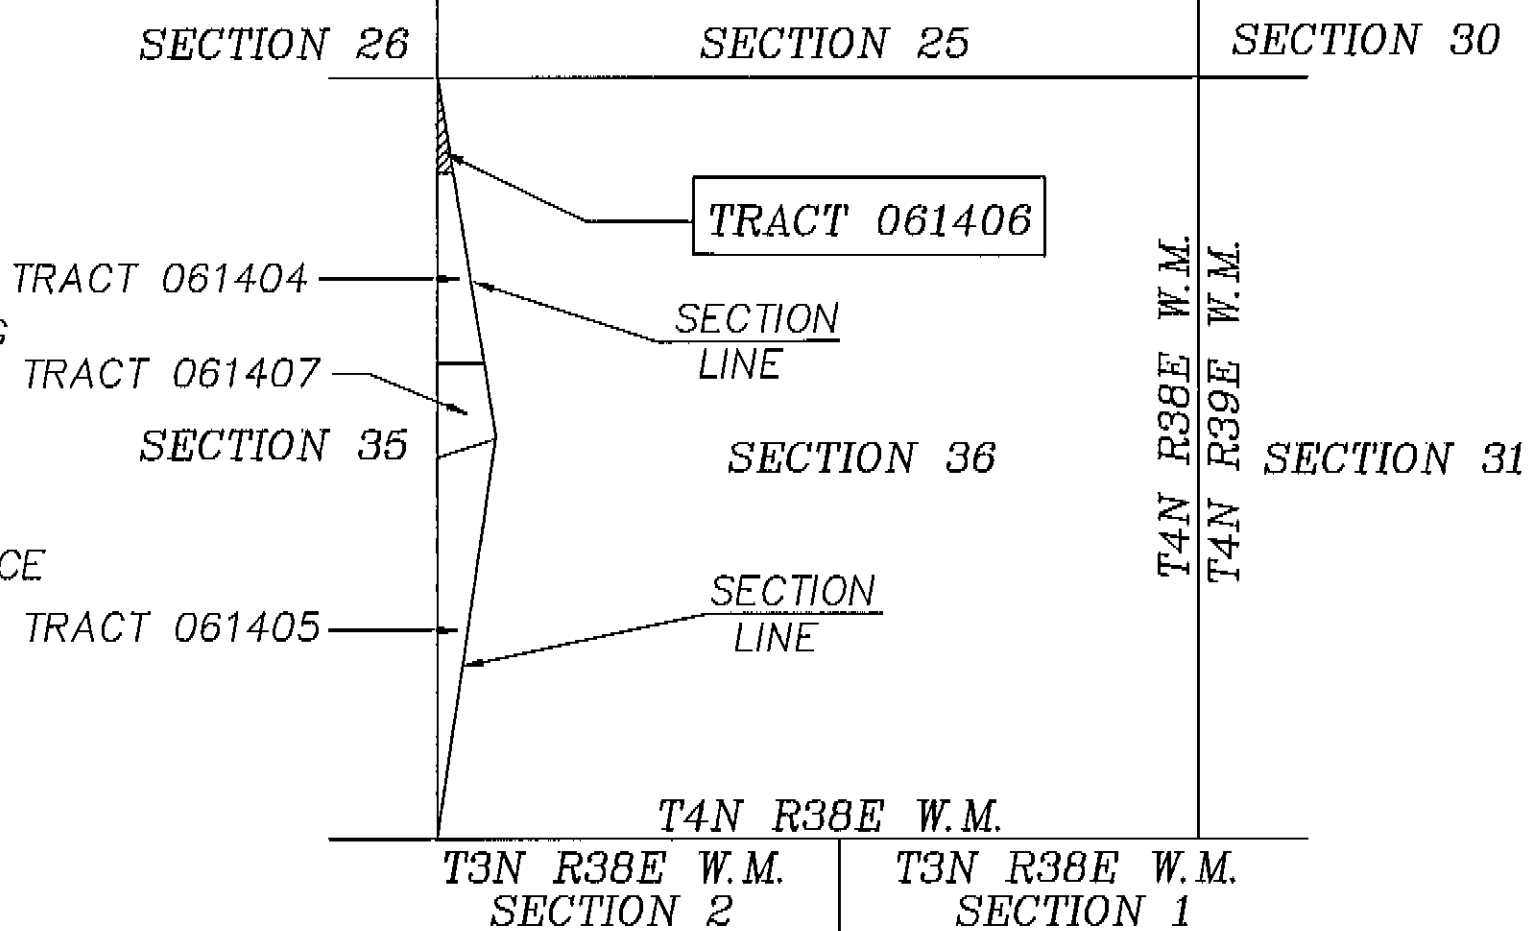 SECTION 26
SECTION 25
SECTION 30
TRACT 061406
TRACT 061404
SECTION
LINE
G
TRACT 061407
SECTION 35
SECTION 36
T4N R38E W.M.
T4N R39E W.M.
SECTION 31
CE
TRACT 061405
SECTION
LINE
T4N R38E W.M.
T3N R38E W.M.
SECTION 2
T3N R38E W.M.
SECTION 1